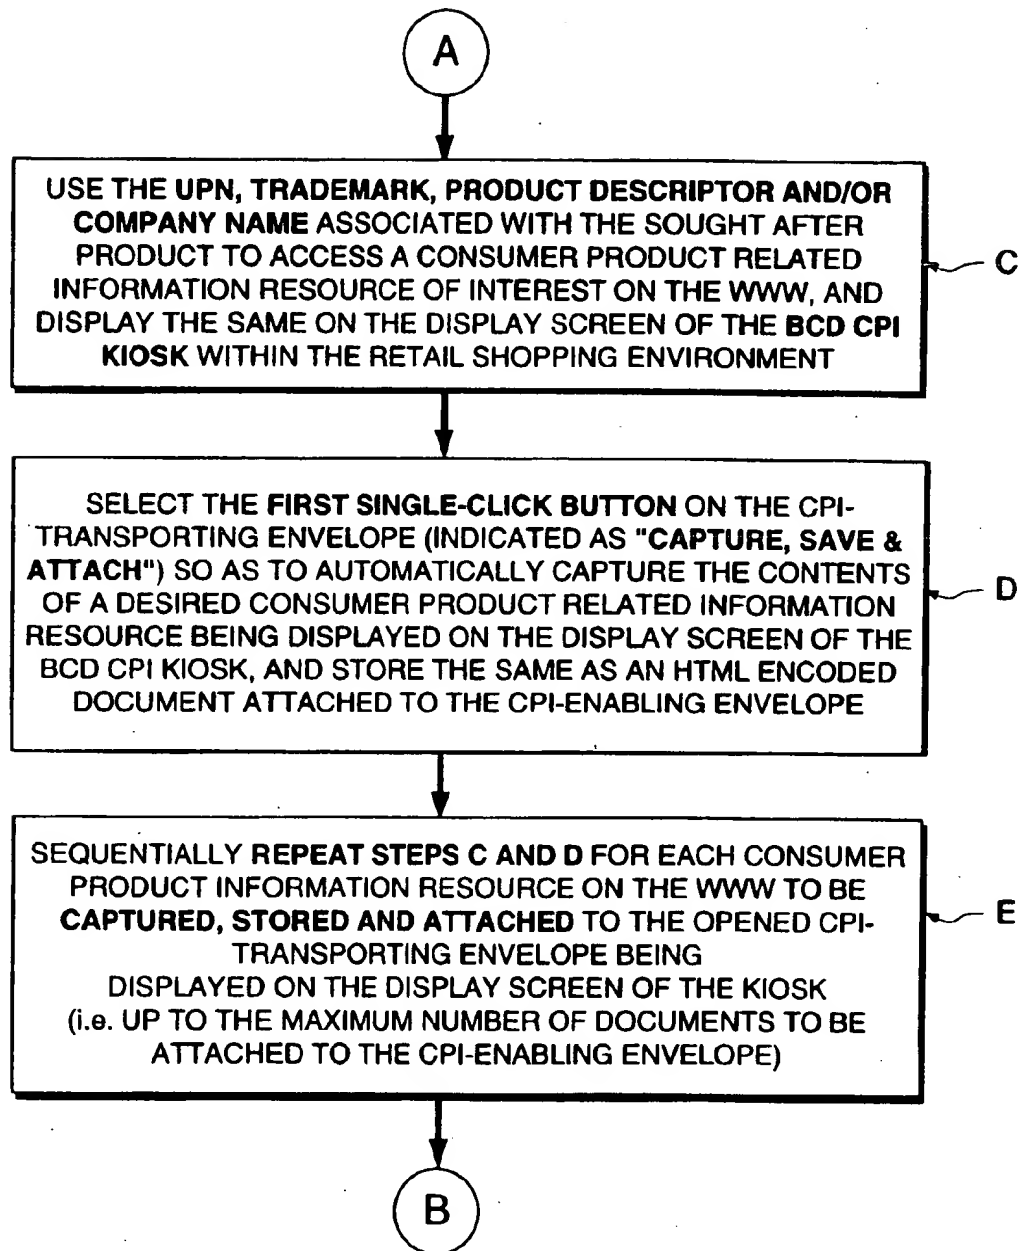 A
USE THE UPN, TRADEMARK, PRODUCT DESCRIPTOR AND/OR
COMPANY NAME ASSOCIATED WITH THE SOUGHT AFTER
PRODUCT TO ACCESS A CONSUMER PRODUCT RELATED
INFORMATION RESOURCE OF INTEREST ON THE WWW, AND
DISPLAY THE SAME ON THE DISPLAY SCREEN OF THE BCD CPI
KIOSK WITHIN THE RETAIL SHOPPING ENVIRONMENT
C
SELECT THE FIRST SINGLE-CLICK BUTTON ON THE CPI-
TRANSPORTING ENVELOPE (INDICATED AS "CAPTURE, SAVE &
ATTACH") SO AS TO AUTOMATICALLY CAPTURE THE CONTENTS
OF A DESIRED CONSUMER PRODUCT RELATED INFORMATION
RESOURCE BEING DISPLAYED ON THE DISPLAY SCREEN OF THE
BCD CPI KIOSK, AND STORE THE SAME AS AN HTML ENCODED
DOCUMENT ATTACHED TO THE CPI-ENABLING ENVELOPE
D
SEQUENTIALLY REPEAT STEPS C AND D FOR EACH CONSUMER
PRODUCT INFORMATION RESOURCE ON THE WWW TO BE
CAPTURED, STORED AND ATTACHED TO THE OPENED CPI-
TRANSPORTING ENVELOPE BEING
DISPLAYED ON THE DISPLAY SCREEN OF THE KIOSK
(i.e. UP TO THE MAXIMUM NUMBER OF DOCUMENTS TO BE
ATTACHED TO THE CPI-ENABLING ENVELOPE)
E
B